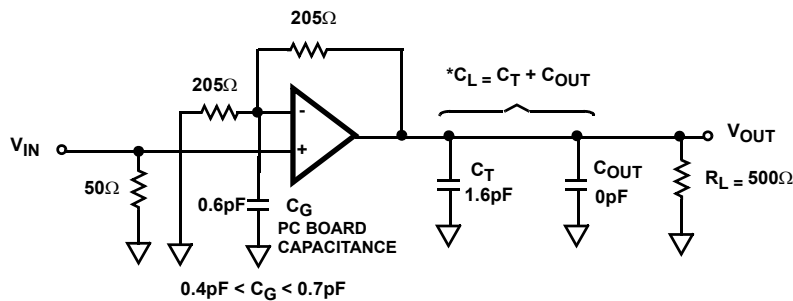 205Ω
*C_L = C_T + C_OUT
205Ω
-
V_IN
+
V_OUT
50Ω
0.6pF
C_G
PC BOARD
CAPACITANCE
C_T
1.6pF
C_OUT
0pF
R_L = 500Ω
0.4pF < C_G < 0.7pF